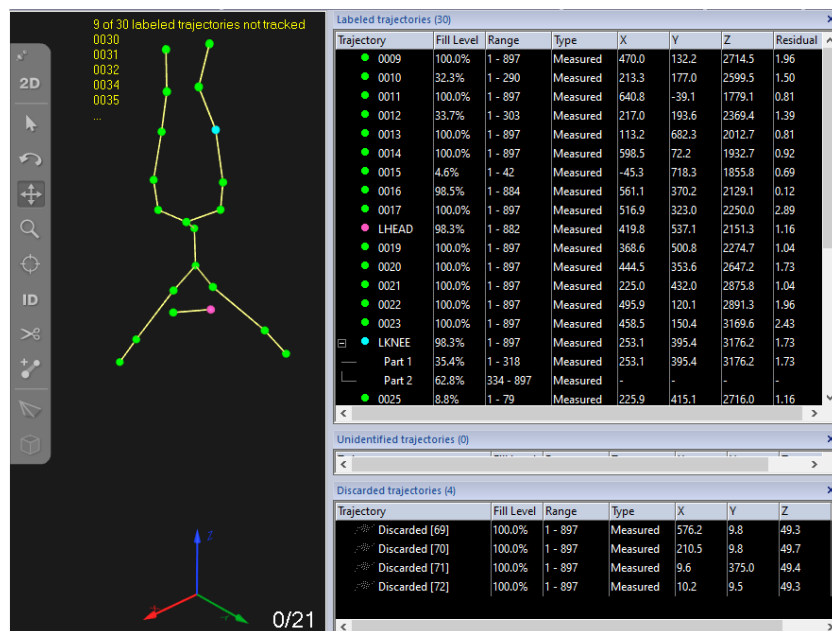 9 of 30 labeled trajectories not tracked
0030
0031
0032
0034
0035
...
2D
ID
Z
0/21
Labeled trajectories (30)
Trajectory Fill Level Range Type X Y Z Residual
0009 100.0% 1 - 897 Measured 470.0 132.2 2714.5 1.96
0010 32.3% 1 - 290 Measured 213.3 177.0 2599.5 1.50
0011 100.0% 1 - 897 Measured 640.8 -39.1 1779.1 0.81
0012 33.7% 1 - 303 Measured 217.0 193.6 2369.4 1.39
0013 100.0% 1 - 897 Measured 113.2 682.3 2012.7 0.81
0014 100.0% 1 - 897 Measured 598.5 72.2 1932.7 0.92
0015 4.6% 1 - 42 Measured -45.3 718.3 1855.8 0.69
0016 98.5% 1 - 884 Measured 561.1 370.2 2129.1 0.12
0017 100.0% 1 - 897 Measured 516.9 323.0 2250.0 2.89
LHEAD 98.3% 1 - 882 Measured 419.8 537.1 2151.3 1.16
0019 100.0% 1 - 897 Measured 368.6 500.8 2274.7 1.04
0020 100.0% 1 - 897 Measured 444.5 353.6 2647.2 1.73
0021 100.0% 1 - 897 Measured 225.0 432.0 2875.8 1.04
0022 100.0% 1 - 897 Measured 495.9 120.1 2891.3 1.96
0023 100.0% 1 - 897 Measured 458.5 150.4 3169.6 2.43
LKNEE 98.3% 1 - 897 Measured 253.1 395.4 3176.2 1.73
Part 1 35.4% 1 - 318 Measured 253.1 395.4 3176.2 1.73
Part 2 62.8% 334 - 897 Measured - - - -
0025 8.8% 1 - 79 Measured 225.9 415.1 2716.0 1.16
Unidentified trajectories (0)
Discarded trajectories (4)
Trajectory Fill Level Range Type X Y Z
Discarded [69] 100.0% 1 - 897 Measured 576.2 9.8 49.3
Discarded [70] 100.0% 1 - 897 Measured 210.5 9.8 49.7
Discarded [71] 100.0% 1 - 897 Measured 9.6 375.0 49.4
Discarded [72] 100.0% 1 - 897 Measured 10.2 9.5 49.3